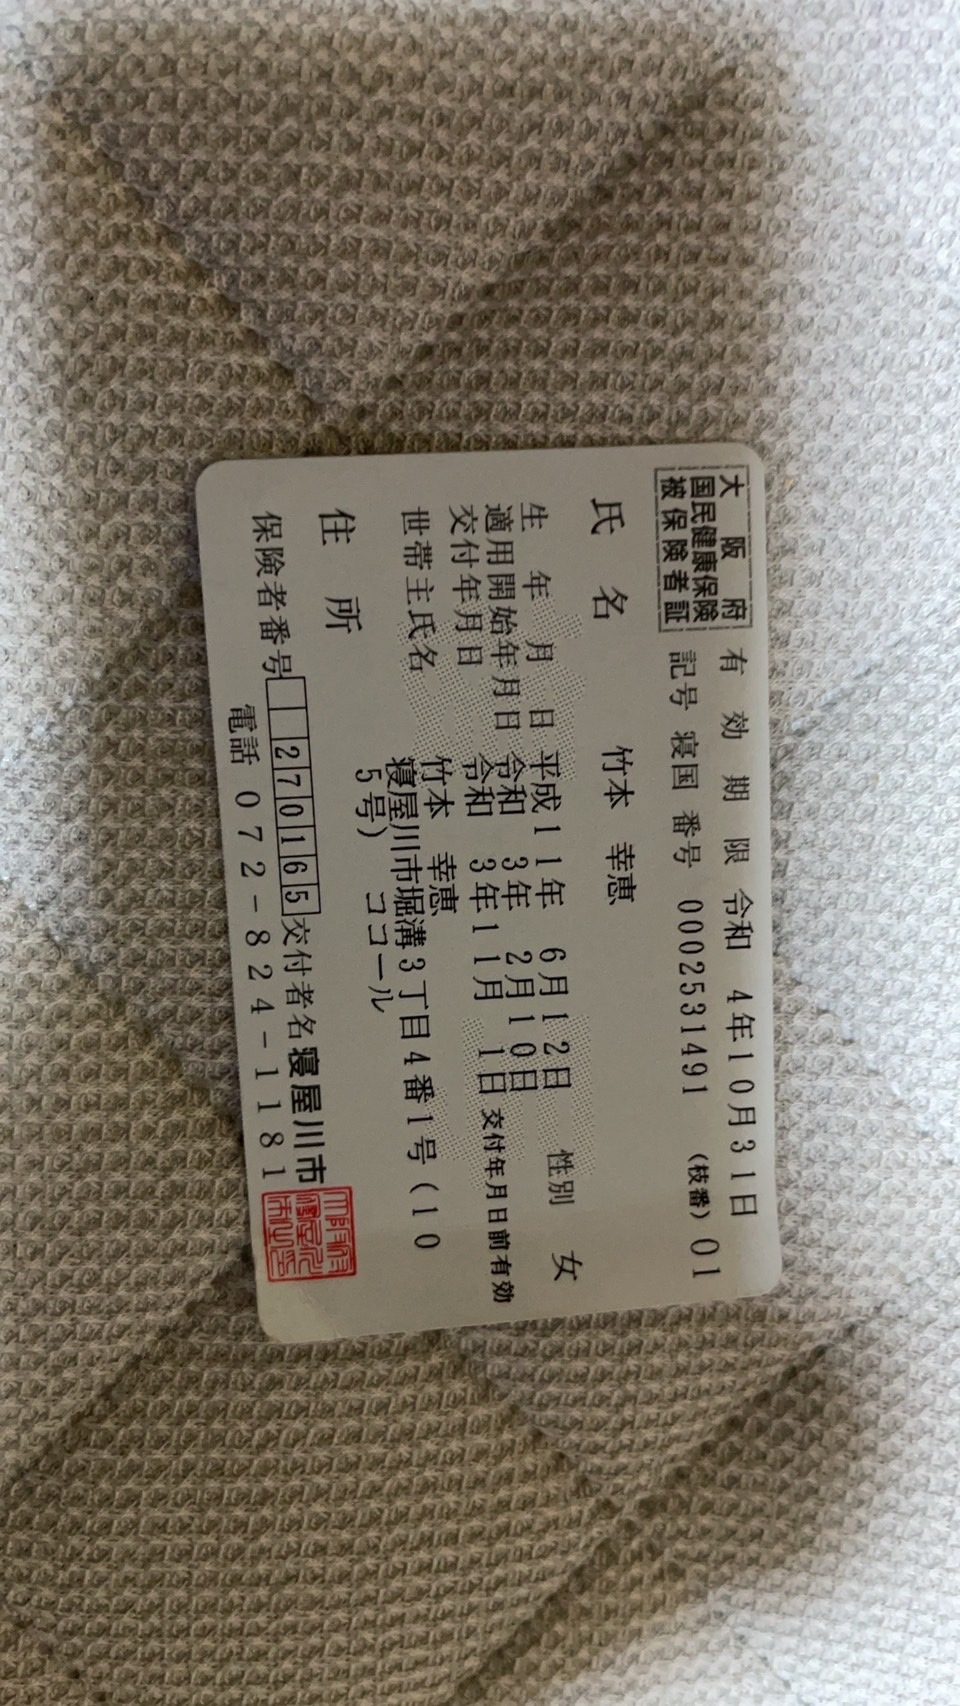 大阪府
国民健康保険
被保険者証
有効期限 令和 4年10月31日
記号 寝国 番号 0002531491 (枝番) 01
氏名 竹本 幸恵
生年月日 平成11年 6月12日 性別 女
適用開始年月日 令和 3年 2月10日
交付年月日 令和 3年11月 1日 交付年月日前有効
世帯主氏名 竹本 幸恵
住所 寝屋川市堀溝3丁目4番1号(10
5号) ココール
保険者番号 270165 交付者名 寝屋川市
電話 072-824-1181